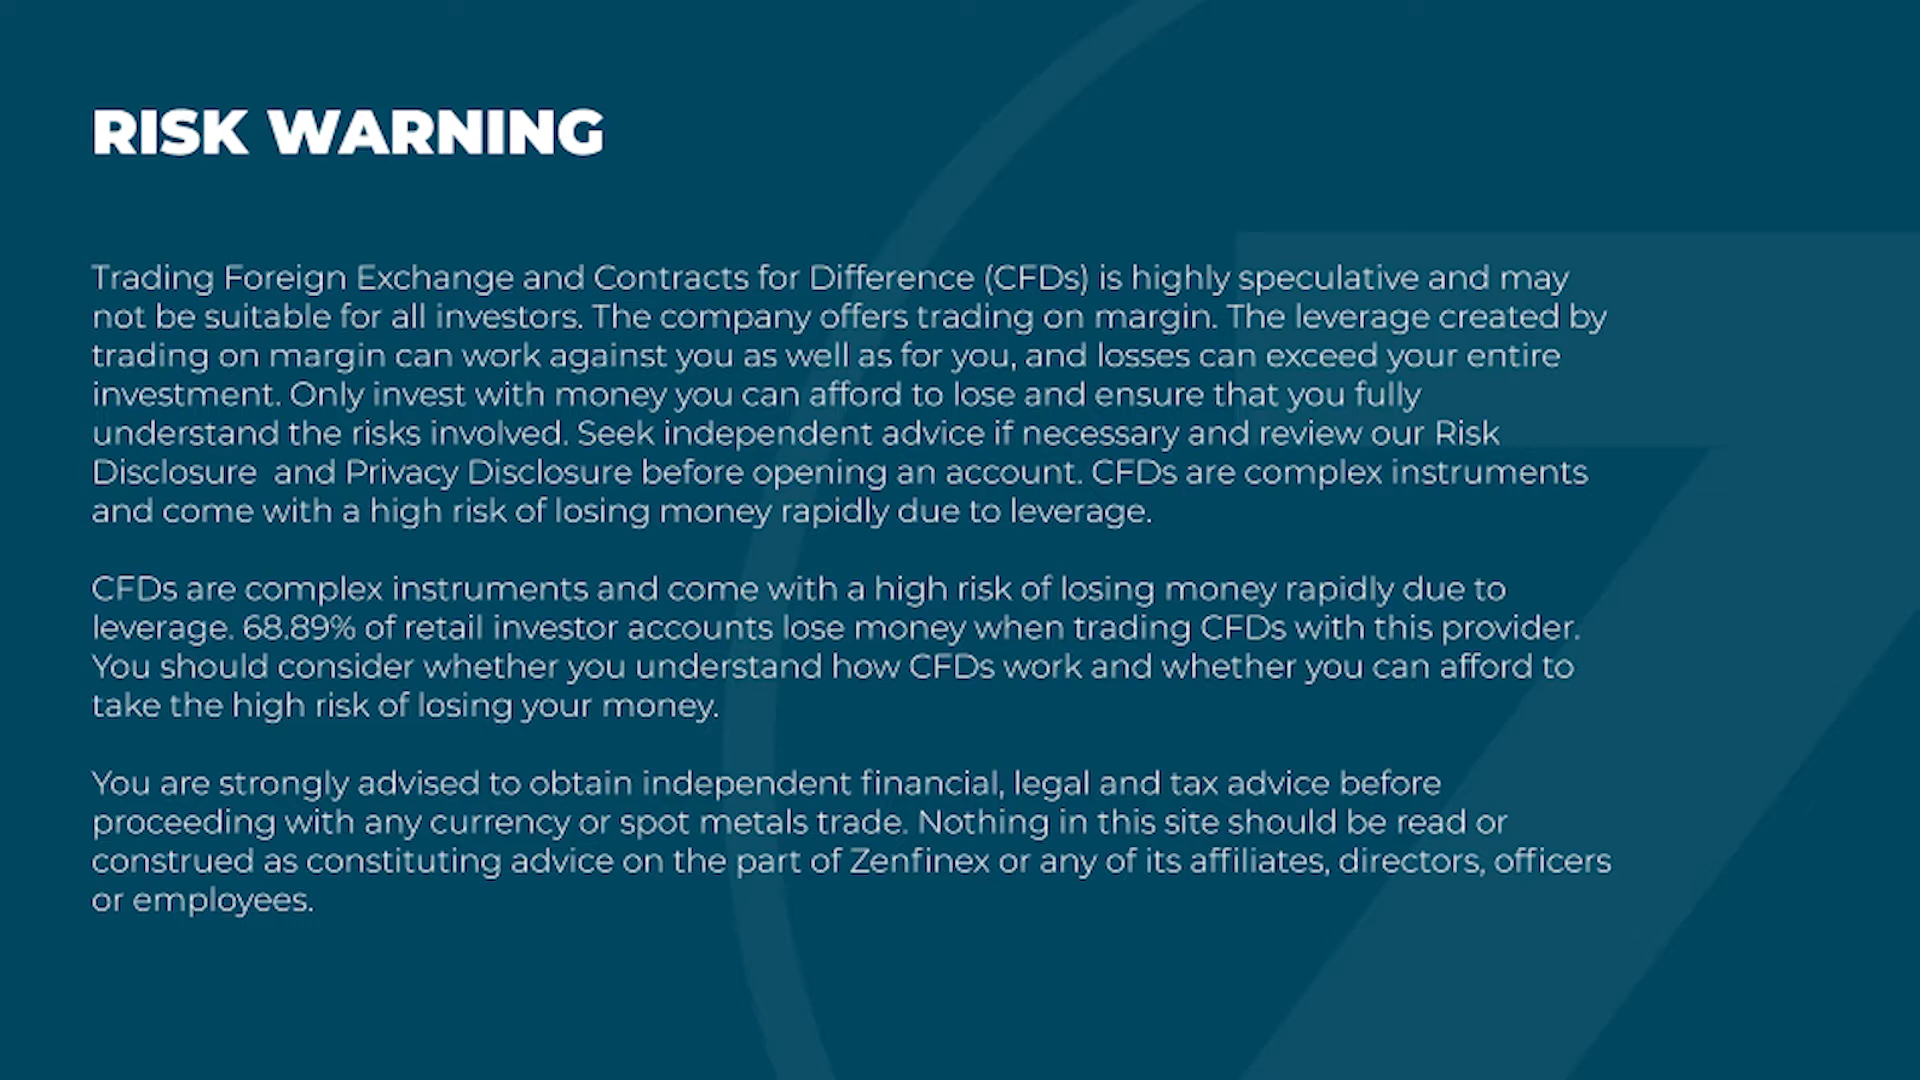 RISK WARNING
Trading Foreign Exchange and Contracts for Difference (CFDs) is highly speculative and may
not be suitable for all investors. The company offers trading on margin. The leverage created by
trading on margin can work against you as well as for you, and losses can exceed your entire
investment. Only invest with money you can afford to lose and ensure that you fully
understand the risks involved. Seek independent advice if necessary and review our Risk
Disclosure  and Privacy Disclosure before opening an account. CFDs are complex instruments
and come with a high risk of losing money rapidly due to leverage.
CFDs are complex instruments and come with a high risk of losing money rapidly due to
leverage. 68.89% of retail investor accounts lose money when trading CFDs with this provider.
You should consider whether you understand how CFDs work and whether you can afford to
take the high risk of losing your money.
You are strongly advised to obtain independent financial, legal and tax advice before
proceeding with any currency or spot metals trade. Nothing in this site should be read or
construed as constituting advice on the part of Zenfinex or any of its affiliates, directors, officers
or employees.